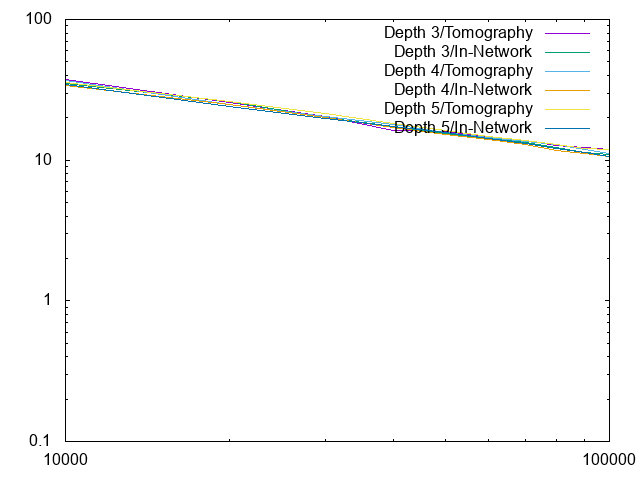 100
10
1
0.1
10000
100000
Depth 3/Tomography
Depth 3/In-Network
Depth 4/Tomography
Depth 4/In-Network
Depth 5/Tomography
Depth 5/In-Network